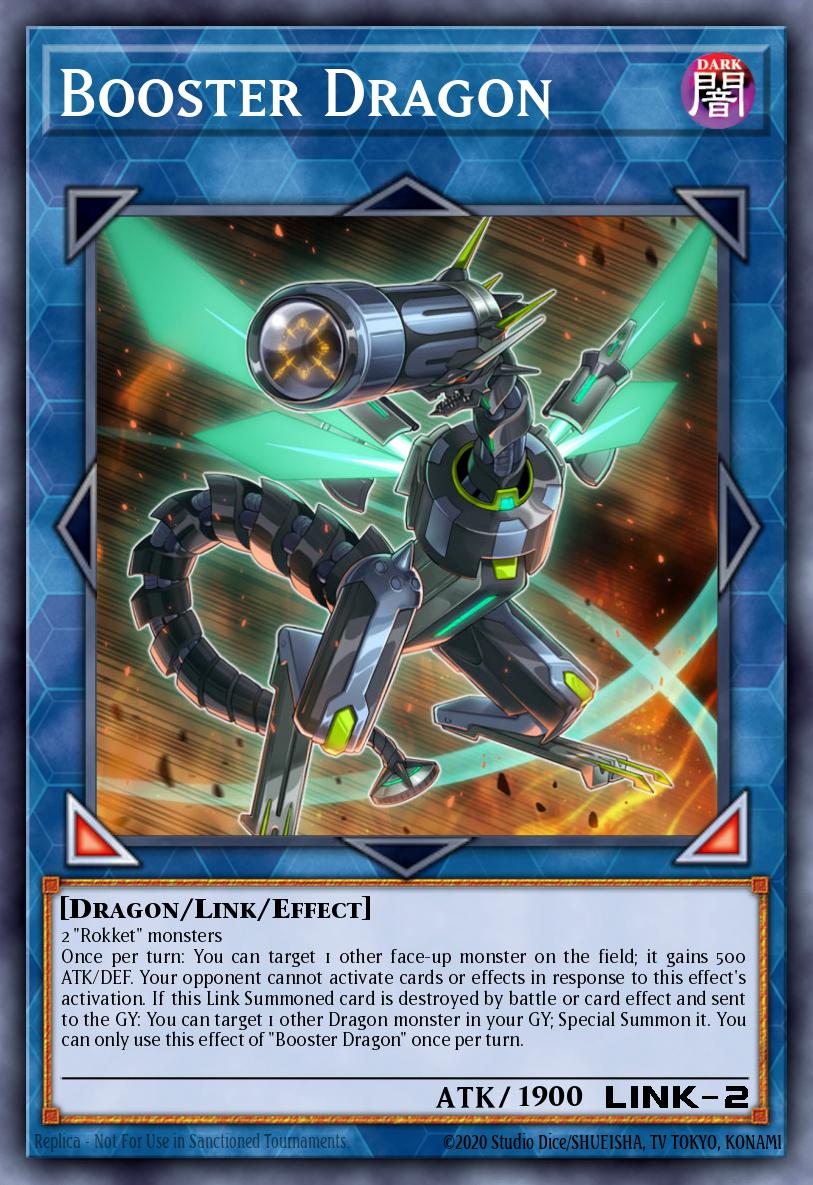 Booster Dragon
DARK
闇
[Dragon/Link/Effect]
2 "Rokket" monsters
Once per turn: You can target 1 other face-up monster on the field; it gains 500
ATK/DEF. Your opponent cannot activate cards or effects in response to this effect's
activation. If this Link Summoned card is destroyed by battle or card effect and sent
to the GY: You can target 1 other Dragon monster in your GY; Special Summon it. You
can only use this effect of "Booster Dragon" once per turn.
ATK/1900 LINK-2
Replica - Not For Use in Sanctioned Tournaments. ©2020 Studio Dice/SHUEISHA, TV TOKYO, KONAMI